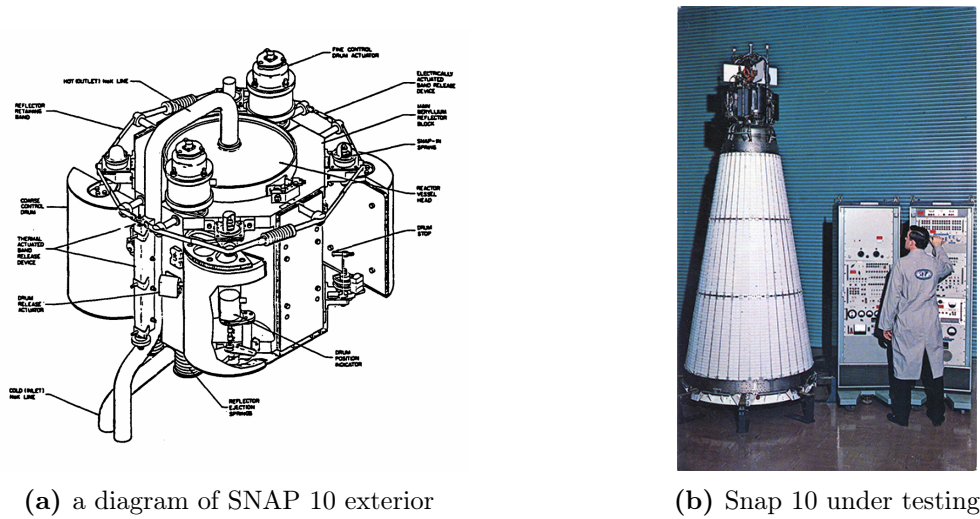 FINE CONTROL
DRUM ACTUATOR
HOT (OUTLET) NaK LINE
ELECTRICALLY
ACTUATED
BAND RELEASE
DEVICE
REFLECTOR
RETAINING
BAND
MAIN
BERYLLIUM
REFLECTOR
BLOCK
SNAP-IN
SPRING
COARSE
CONTROL
DRUM
REACTOR
VESSEL
HEAD
THERMAL
ACTUATED
BAND
RELEASE
DEVICE
DRUM
STOP
DRUM
RELEASE
ACTUATOR
DRUM
POSITION
INDICATOR
COLD (INLET)
NaK LINE
REFLECTOR
EJECTION
SPRINGS
(a) a diagram of SNAP 10 exterior
(b) Snap 10 under testing